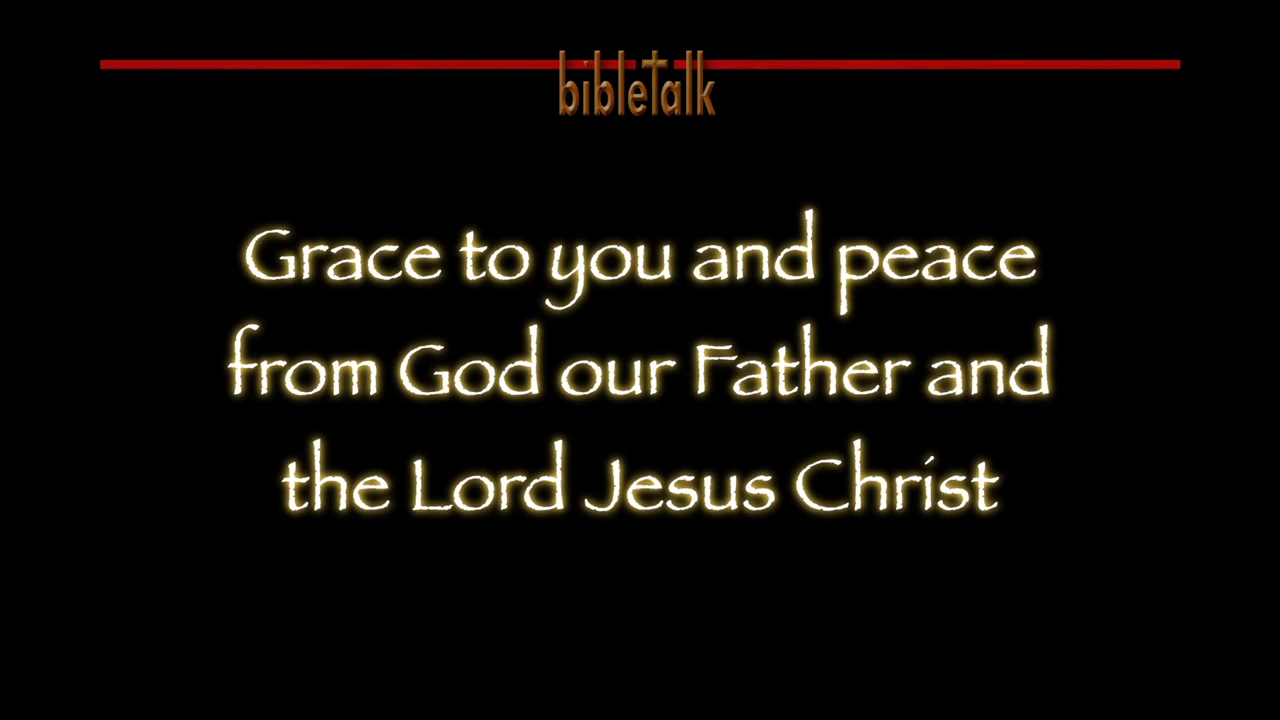 bibleTalk
Grace to you and peace
from God our Father and
the Lord Jesus Christ